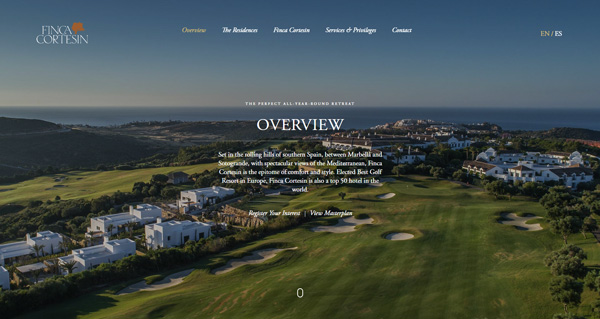 FINCA
CORTESIN
Overview
The Residences
Finca Cortesin
Services & Privileges
Contact
EN / ES
THE PERFECT ALL-YEAR-ROUND RETREAT
OVERVIEW
Set in the rolling hills of southern Spain, between Marbella and
Sotogrande, with spectacular views of the Mediterranean, Finca
Cortesin is the epitome of comfort and style. Elected Best Golf
Resort in Europe, Finca Cortesin is also a top 50 hotel in the
world.
Register Your Interest | View Masterplan